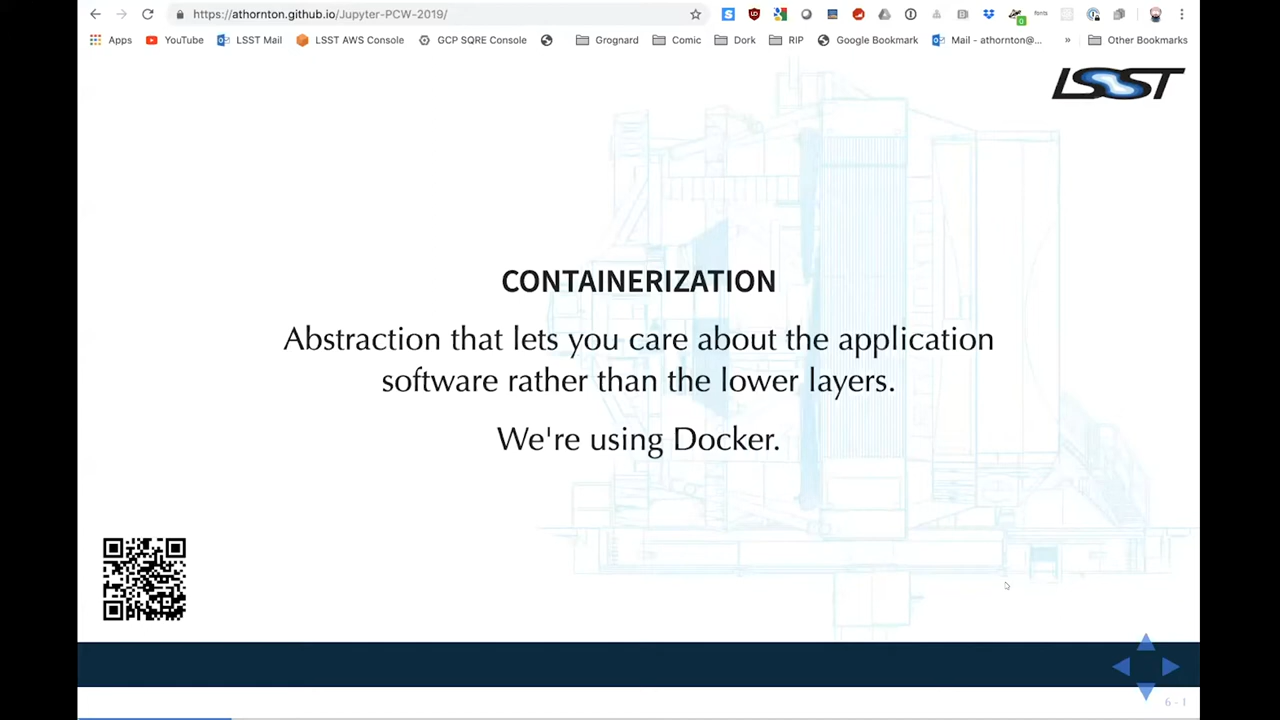 https://athornton.github.io/Jupyter-PCW-2019/
Apps YouTube LSST Mail LSST AWS Console GCP SQRE Console Grognard Comic Dork RIP Google Bookmark Mail - athornton@... » Other Bookmarks
LSST
CONTAINERIZATION
Abstraction that lets you care about the application
software rather than the lower layers.
We're using Docker.
6 - 1